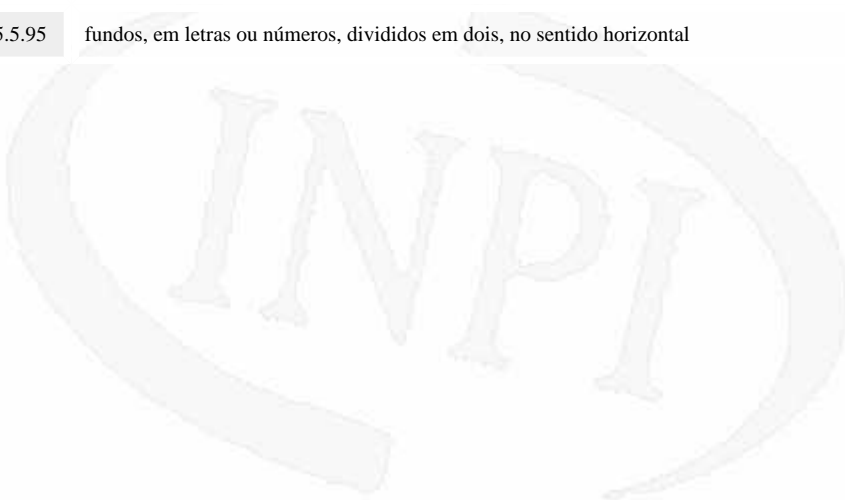 5.5.95 fundos, em letras ou números, divididos em dois, no sentido horizontal
INPI